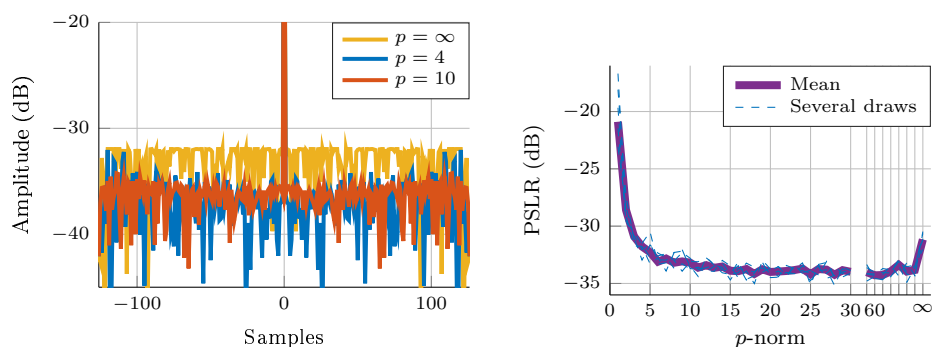 −20
−30
−40
Amplitude (dB)
−100
0
100
Samples
p = ∞
p = 4
p = 10
−20
−25
−30
−35
PSLR (dB)
0
5
10
15
20
25
30 60
∞
p-norm
Mean
Several draws